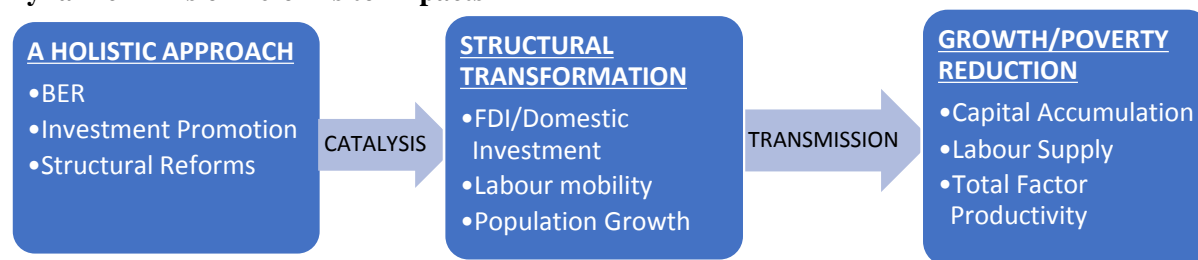 A HOLISTIC APPROACH
•BER
•Investment Promotion
•Structural Reforms
CATALYSIS
STRUCTURAL
TRANSFORMATION
•FDI/Domestic
Investment
•Labour mobility
•Population Growth
TRANSMISSION
GROWTH/POVERTY
REDUCTION
•Capital Accumulation
•Labour Supply
•Total Factor
Productivity